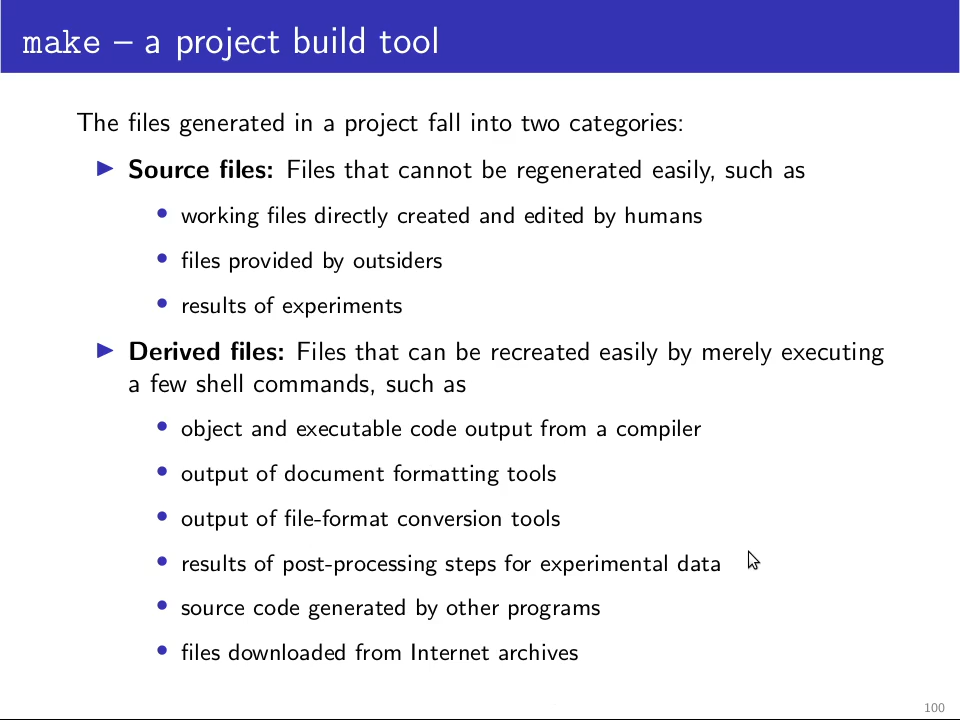 make – a project build tool
The files generated in a project fall into two categories:
▶ Source files: Files that cannot be regenerated easily, such as
• working files directly created and edited by humans
• files provided by outsiders
• results of experiments
▶ Derived files: Files that can be recreated easily by merely executing
a few shell commands, such as
• object and executable code output from a compiler
• output of document formatting tools
• output of file-format conversion tools
• results of post-processing steps for experimental data
• source code generated by other programs
• files downloaded from Internet archives
100